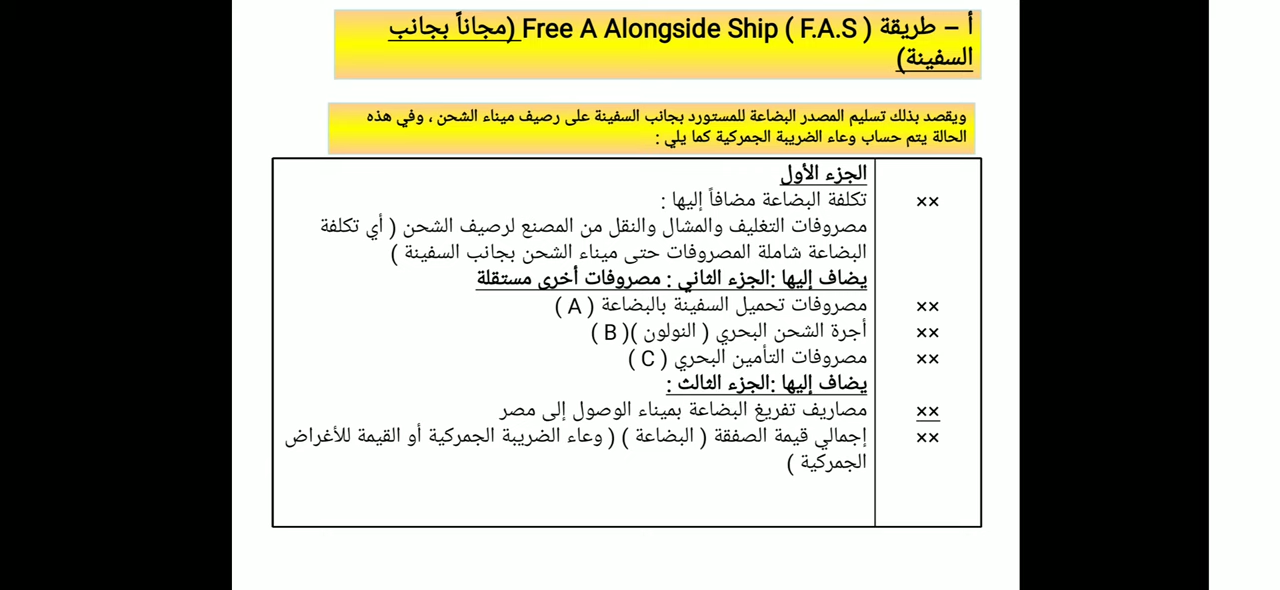 أ – طريقة Free A Alongside Ship ( F.A.S ) (مجاناً بجانب
السفينة)
ويقصد بذلك تسليم المصدر البضاعة للمستورد بجانب السفينة على رصيف ميناء الشحن ، وفي هذه
الحالة يتم حساب وعاء الضريبة الجمركية كما يلي :
الجزء الأول
×× تكلفة البضاعة مضافاً إليها :
مصروفات التغليف والمشال والنقل من المصنع لرصيف الشحن ( أي تكلفة
البضاعة شاملة المصروفات حتى ميناء الشحن بجانب السفينة )
يضاف إليها :الجزء الثاني : مصروفات أخرى مستقلة
×× مصروفات تحميل السفينة بالبضاعة ( A )
×× أجرة الشحن البحري ( النولون )( B )
×× مصروفات التأمين البحري ( C )
يضاف إليها :الجزء الثالث :
×× مصاريف تفريغ البضاعة بميناء الوصول إلى مصر
×× إجمالي قيمة الصفقة ( البضاعة ) ( وعاء الضريبة الجمركية أو القيمة للأغراض
الجمركية )